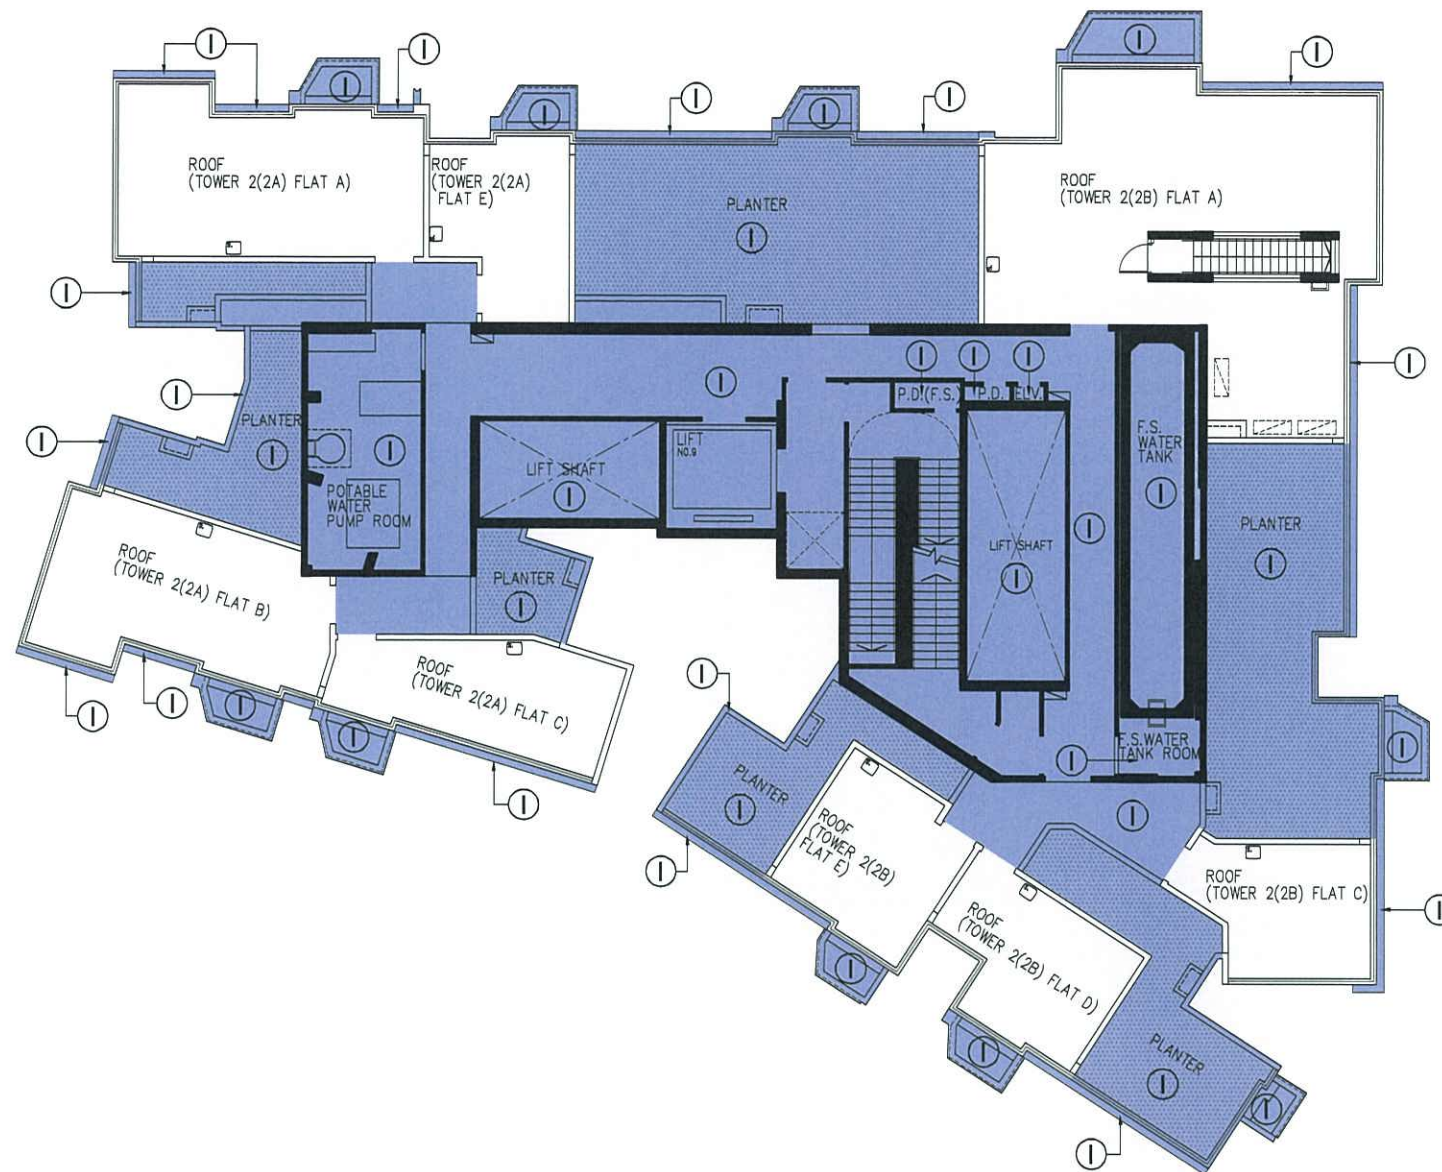 I
I
I
I
I
I
I
I
I
I
ROOF
(TOWER 2(2A) FLAT A)
ROOF
(TOWER 2(2A)
FLAT E)
PLANTER
I
ROOF
(TOWER 2(2B) FLAT A)
I
I
I
I
I
I
I
I
P.D.(F.S.)
P.D.
ELV.
PLANTER
I
I
I
POTABLE
WATER
PUMP ROOM
LIFT SHAFT
I
LIFT
NO.9
LIFT SHAFT
I
I
F.S.
WATER
TANK
I
PLANTER
I
ROOF
(TOWER 2(2A) FLAT B)
PLANTER
I
ROOF
(TOWER 2(2A) FLAT C)
I
I
I
I
I
I
PLANTER
I
I
F.S.WATER
TANK ROOM
I
I
I
ROOF
(TOWER 2(2B)
FLAT E)
ROOF
(TOWER 2(2B) FLAT C)
I
ROOF
(TOWER 2(2B) FLAT D)
I
I
PLANTER
I
I
I